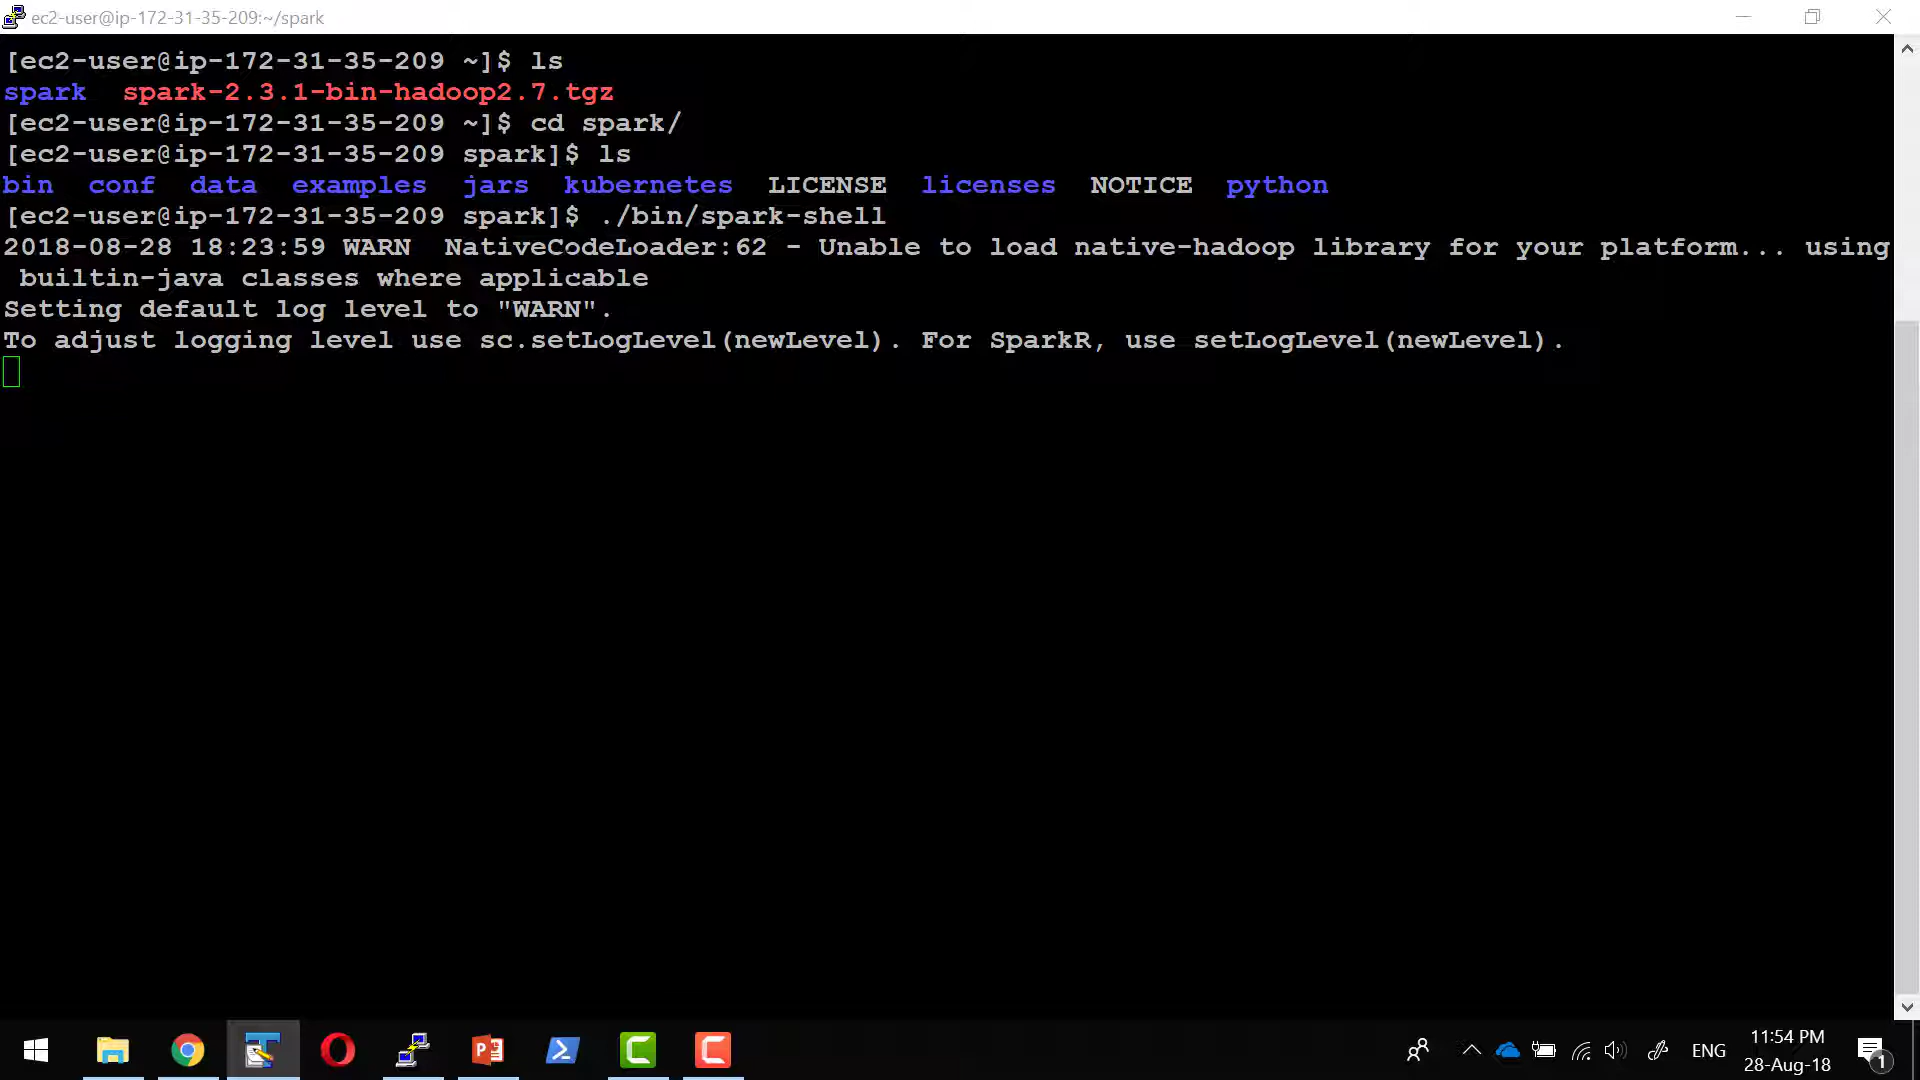 ec2-user@ip-172-31-35-209:~/spark
[ec2-user@ip-172-31-35-209 ~]$ ls
spark  spark-2.3.1-bin-hadoop2.7.tgz
[ec2-user@ip-172-31-35-209 ~]$ cd spark/
[ec2-user@ip-172-31-35-209 spark]$ ls
bin  conf  data  examples  jars  kubernetes  LICENSE  licenses  NOTICE  python
[ec2-user@ip-172-31-35-209 spark]$ ./bin/spark-shell
2018-08-28 18:23:59 WARN  NativeCodeLoader:62 - Unable to load native-hadoop library for your platform... using
 builtin-java classes where applicable
Setting default log level to "WARN".
To adjust logging level use sc.setLogLevel(newLevel). For SparkR, use setLogLevel(newLevel).
ENG
11:54 PM
28-Aug-18
1